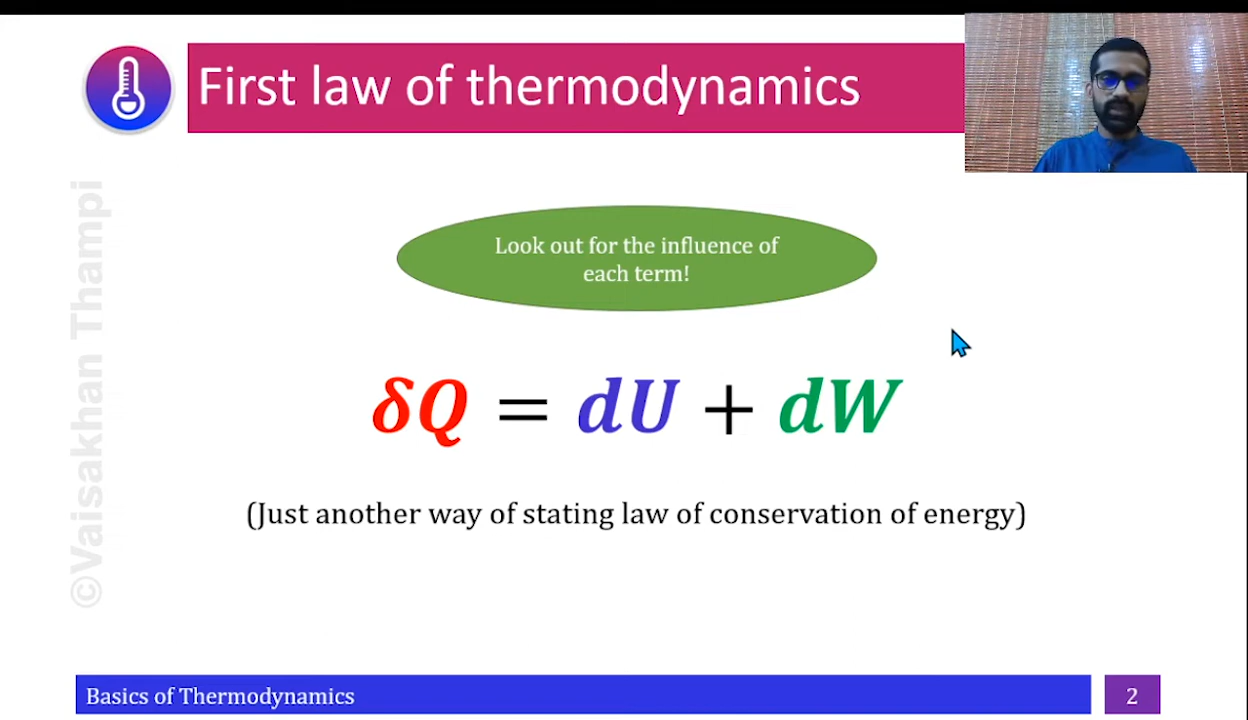 First law of thermodynamics
©Vaisakhan Thampi
Look out for the influence of
each term!
δQ = dU + dW
(Just another way of stating law of conservation of energy)
Basics of Thermodynamics
2